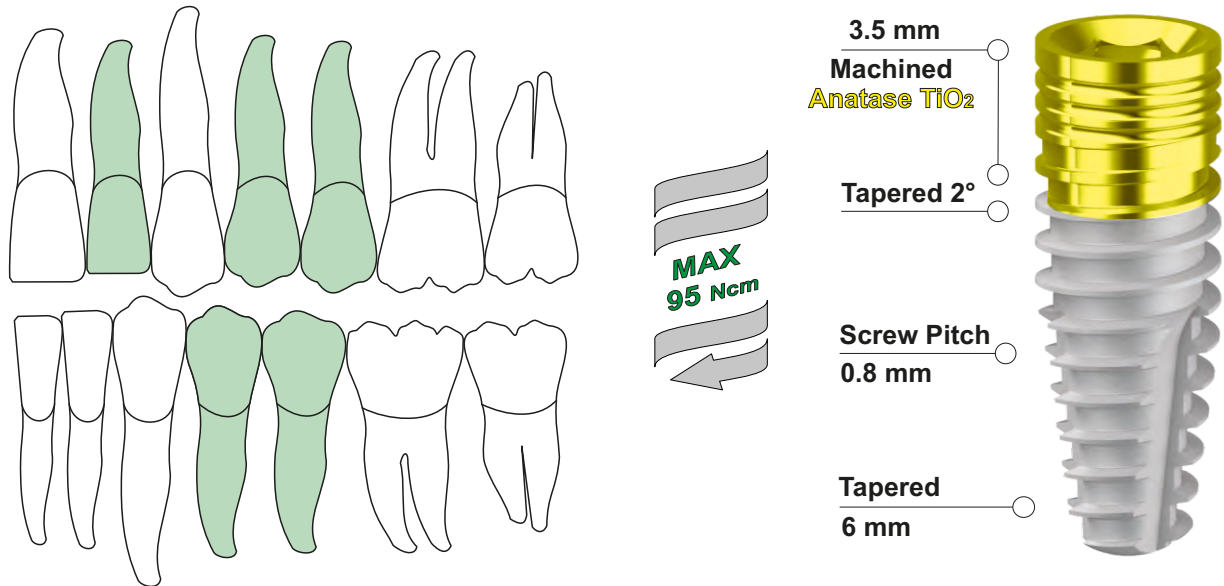 3.5 mm
Machined
Anatase TiO₂
Tapered 2°
MAX
95 Ncm
Screw Pitch
0.8 mm
Tapered
6 mm